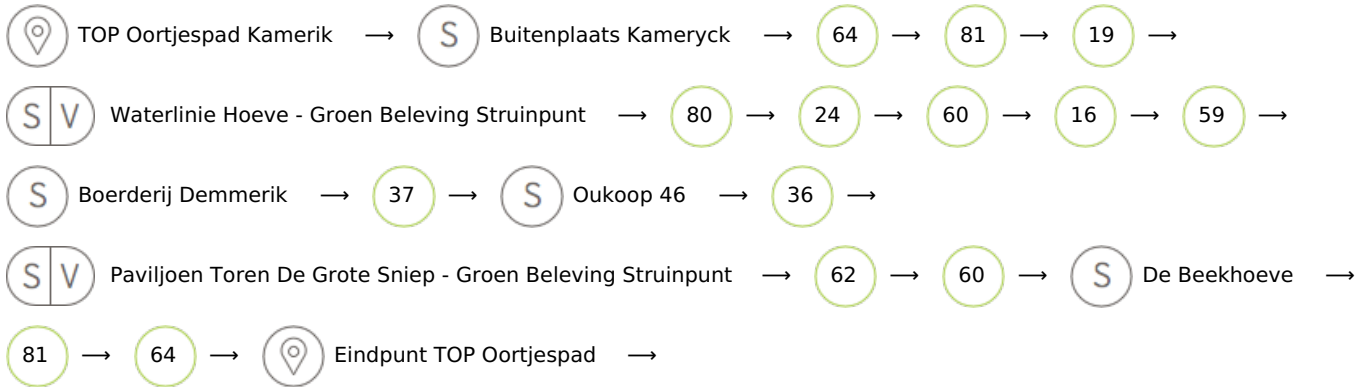 TOP Oortjespad Kamerik → S Buitenplaats Kameryck → 64 → 81 → 19 →
S V Waterlinie Hoeve - Groen Beleving Struinpunt → 80 → 24 → 60 → 16 → 59 →
S Boerderij Demmerik → 37 → S Oukoop 46 → 36 →
S V Paviljoen Toren De Grote Sniep - Groen Beleving Struinpunt → 62 → 60 → S De Beekhoeve →
81 → 64 → Eindpunt TOP Oortjespad →